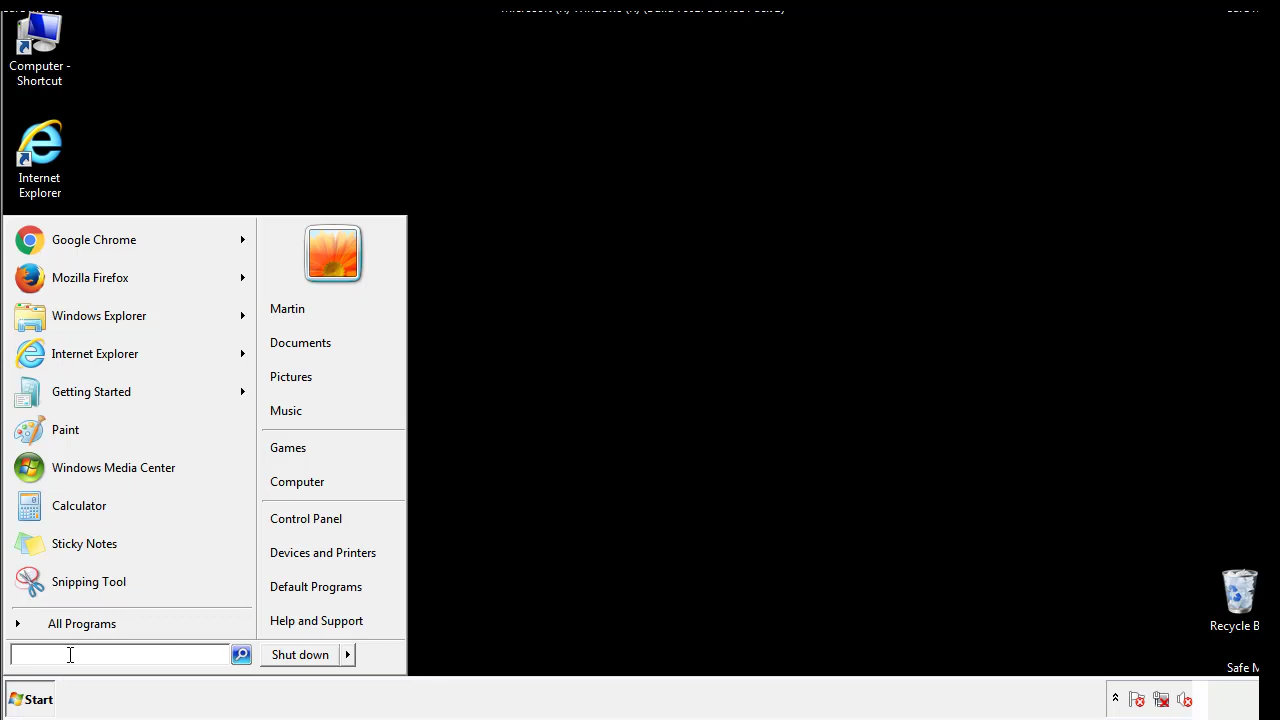 Computer -
Shortcut
Internet
Explorer
Google Chrome
Mozilla Firefox
Windows Explorer
Internet Explorer
Getting Started
Paint
Windows Media Center
Calculator
Sticky Notes
Snipping Tool
All Programs
Martin
Documents
Pictures
Music
Games
Computer
Control Panel
Devices and Printers
Default Programs
Help and Support
Shut down
Recycle B
Safe M
Start